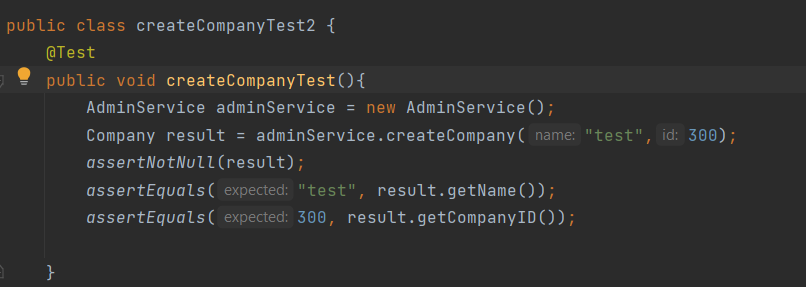 public class createCompanyTest2 {
@Test
public void createCompanyTest(){
AdminService adminService = new AdminService();
Company result = adminService.createCompany( name: "test", id: 300);
assertNotNull(result);
assertEquals( expected: "test", result.getName());
assertEquals( expected: 300, result.getCompanyID());
}